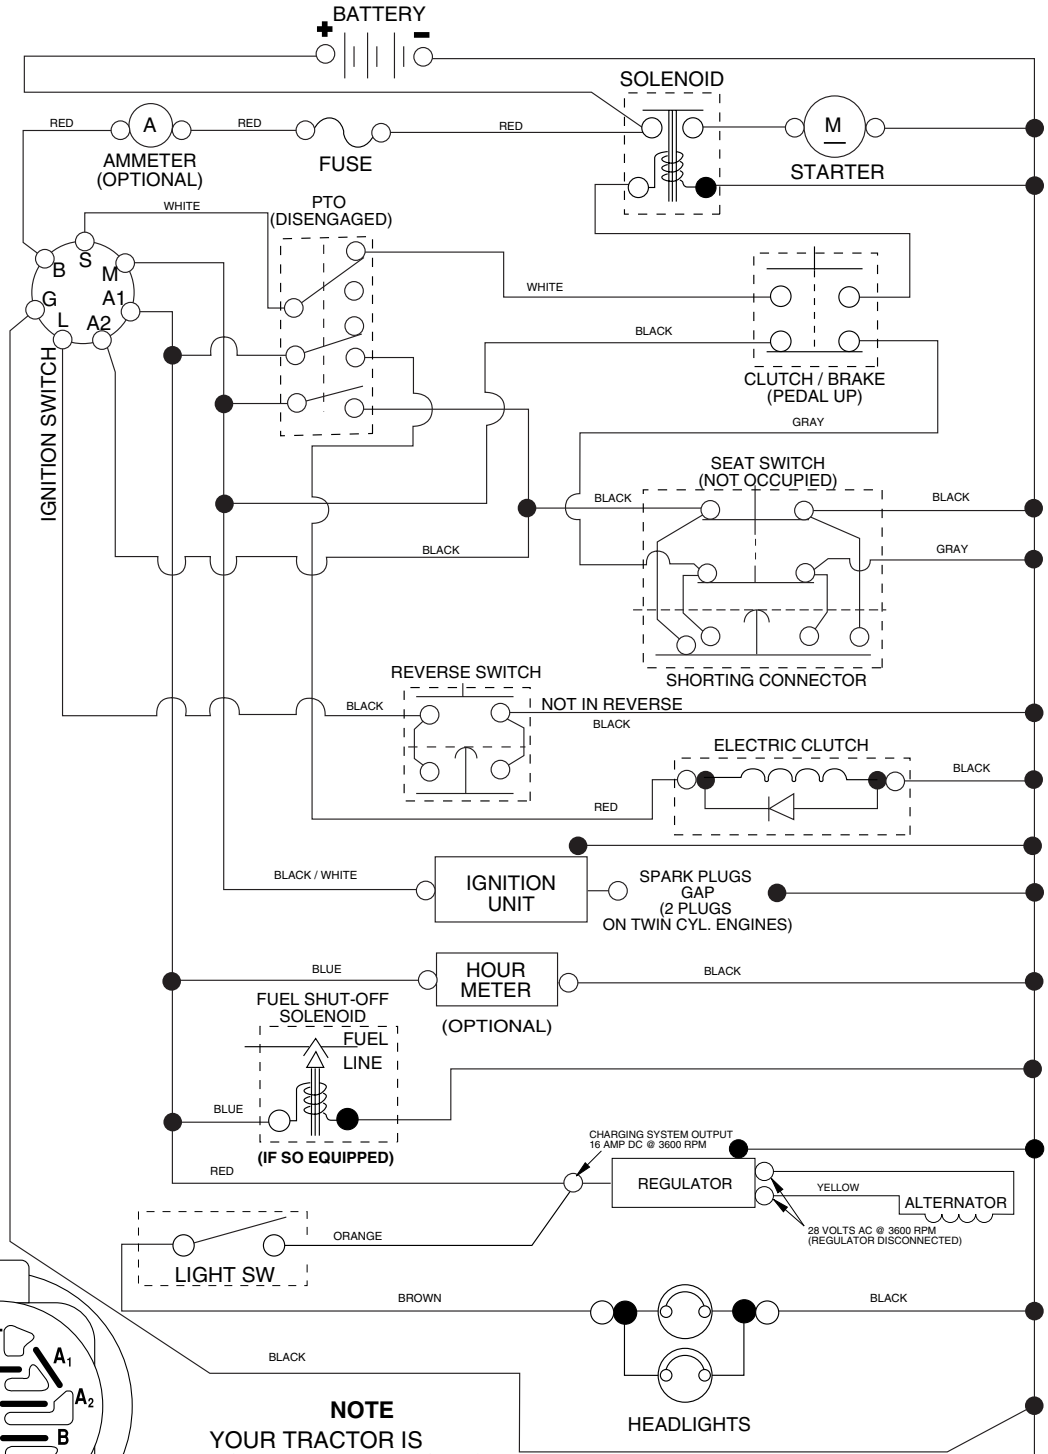 BATTERY
+
-
SOLENOID
RED
A
RED
RED
M
AMMETER
(OPTIONAL)
FUSE
STARTER
WHITE
PTO
(DISENGAGED)
B
S
M
G
A1
L
A2
IGNITION SWITCH
WHITE
BLACK
CLUTCH / BRAKE
(PEDAL UP)
GRAY
SEAT SWITCH
(NOT OCCUPIED)
BLACK
BLACK
BLACK
GRAY
SHORTING CONNECTOR
REVERSE SWITCH
BLACK
NOT IN REVERSE
BLACK
ELECTRIC CLUTCH
BLACK
RED
BLACK / WHITE
IGNITION
UNIT
SPARK PLUGS
GAP
(2 PLUGS
ON TWIN CYL. ENGINES)
BLUE
HOUR
METER
BLACK
(OPTIONAL)
FUEL SHUT-OFF
SOLENOID
FUEL
LINE
BLUE
(IF SO EQUIPPED)
CHARGING SYSTEM OUTPUT
16 AMP DC @ 3600 RPM
RED
REGULATOR
YELLOW
ALTERNATOR
28 VOLTS AC @ 3600 RPM
(REGULATOR DISCONNECTED)
ORANGE
LIGHT SW
BROWN
BLACK
BLACK
A1
A2
B
HEADLIGHTS
NOTE
YOUR TRACTOR IS